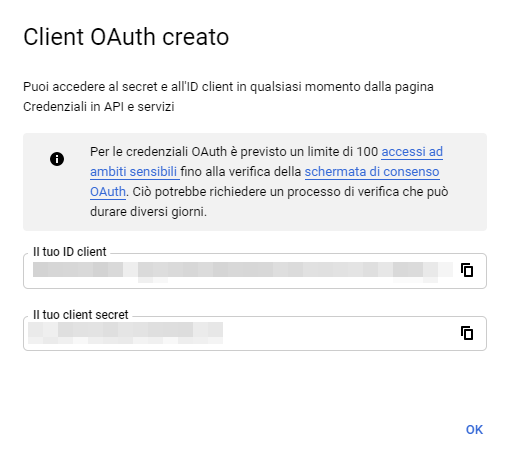 Client OAuth creato
Puoi accedere al secret e all'ID client in qualsiasi momento dalla pagina
Credenziali in API e servizi
Per le credenziali OAuth è previsto un limite di 100 accessi ad
ambiti sensibili fino alla verifica della schermata di consenso
OAuth. Ciò potrebbe richiedere un processo di verifica che può
durare diversi giorni.
Il tuo ID client
Il tuo client secret
OK